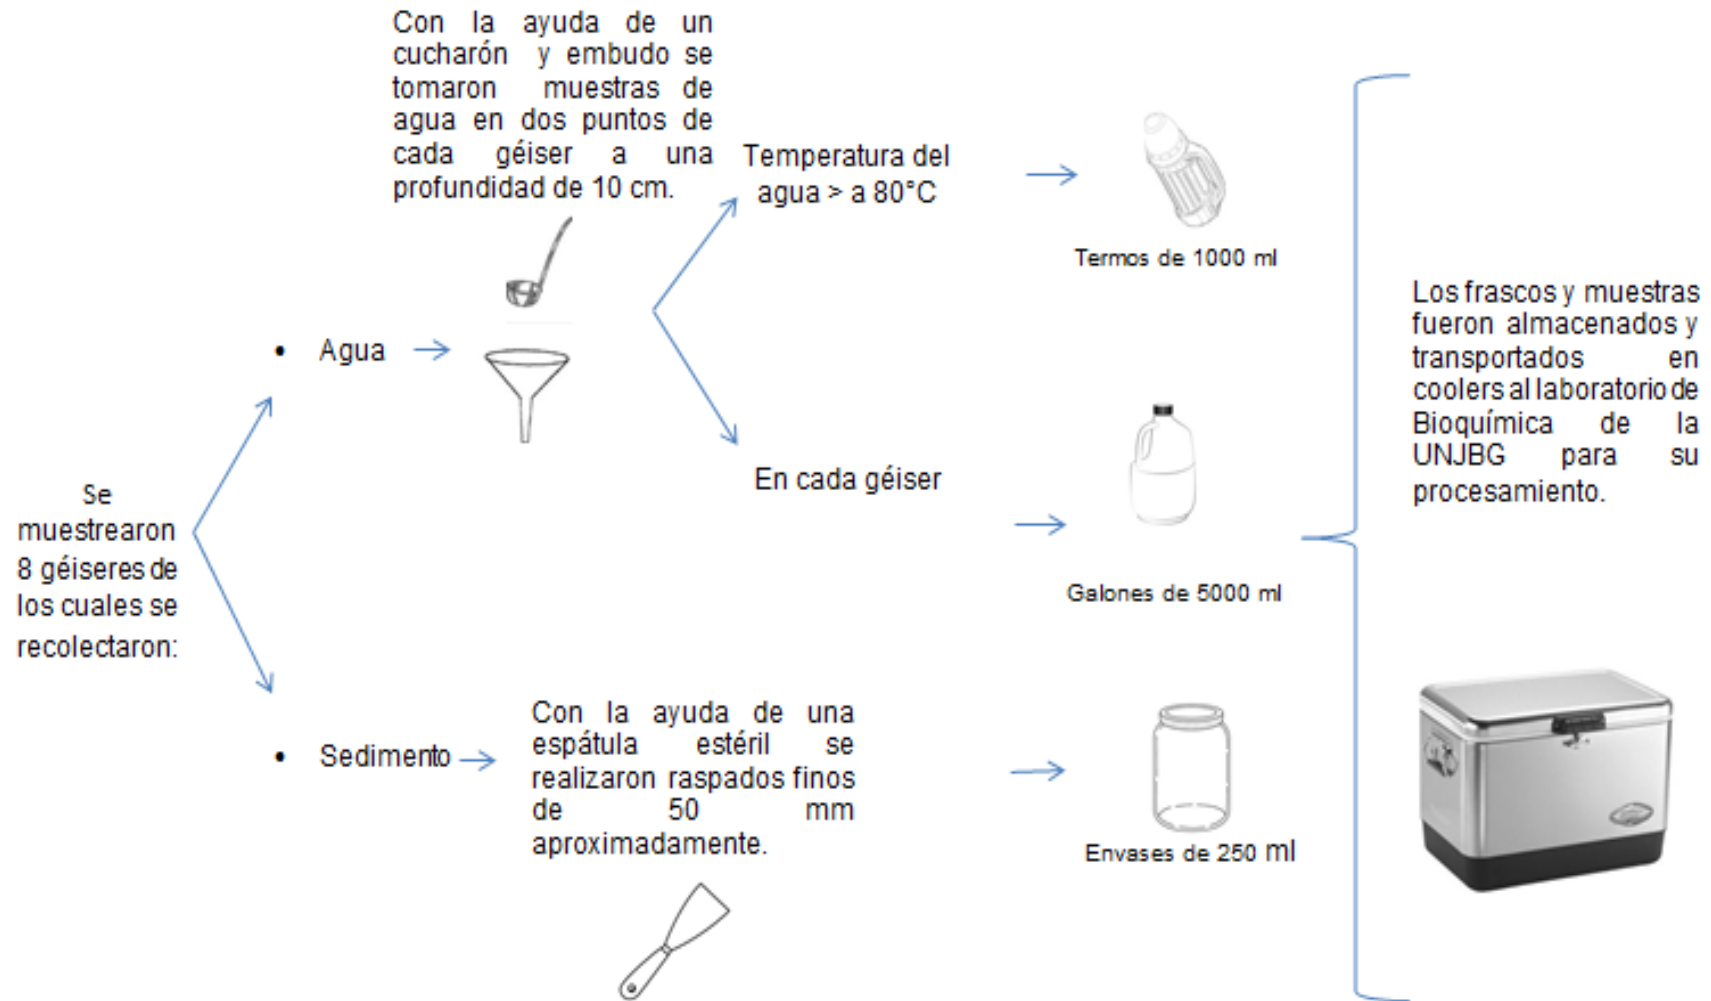 Se
muestrearon
8 géiseres de
los cuales se
recolectaron:
• Agua
Con la ayuda de un
cucharón y embudo se
tomaron muestras de
agua en dos puntos de
cada géiser a una
profundidad de 10 cm.
Temperatura del
agua > a 80°C
Termos de 1000 ml
En cada géiser
Galones de 5000 ml
• Sedimento
Con la ayuda de una
espátula estéril se
realizaron raspados finos
de 50 mm
aproximadamente.
Envases de 250 ml
Los frascos y muestras
fueron almacenados y
transportados en
coolers al laboratorio de
Bioquímica de la
UNJBG para su
procesamiento.